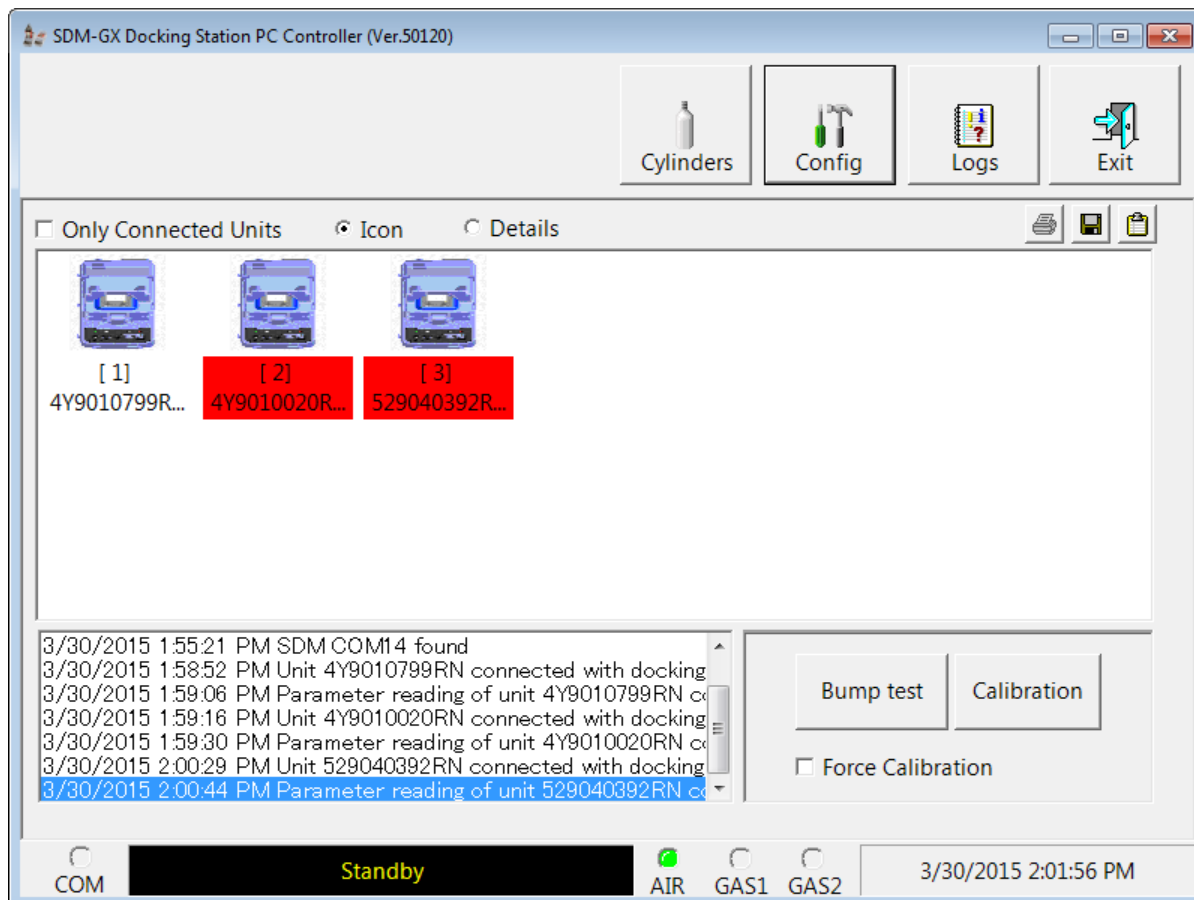 SDM-GX Docking Station PC Controller (Ver.50120)
Cylinders
Config
Logs
Exit
Only Connected Units
Icon
Details
[ 1]
4Y9010799R...
[ 2]
4Y9010020R...
[ 3]
529040392R...
3/30/2015 1:55:21 PM SDM COM14 found
3/30/2015 1:58:52 PM Unit 4Y9010799RN connected with docking
3/30/2015 1:59:06 PM Parameter reading of unit 4Y9010799RN
3/30/2015 1:59:16 PM Unit 4Y9010020RN connected with docking
3/30/2015 1:59:30 PM Parameter reading of unit 4Y9010020RN
3/30/2015 2:00:29 PM Unit 529040392RN connected with docking
3/30/2015 2:00:44 PM Parameter reading of unit 529040392RN
Bump test
Calibration
Force Calibration
COM
Standby
AIR
GAS1
GAS2
3/30/2015 2:01:56 PM